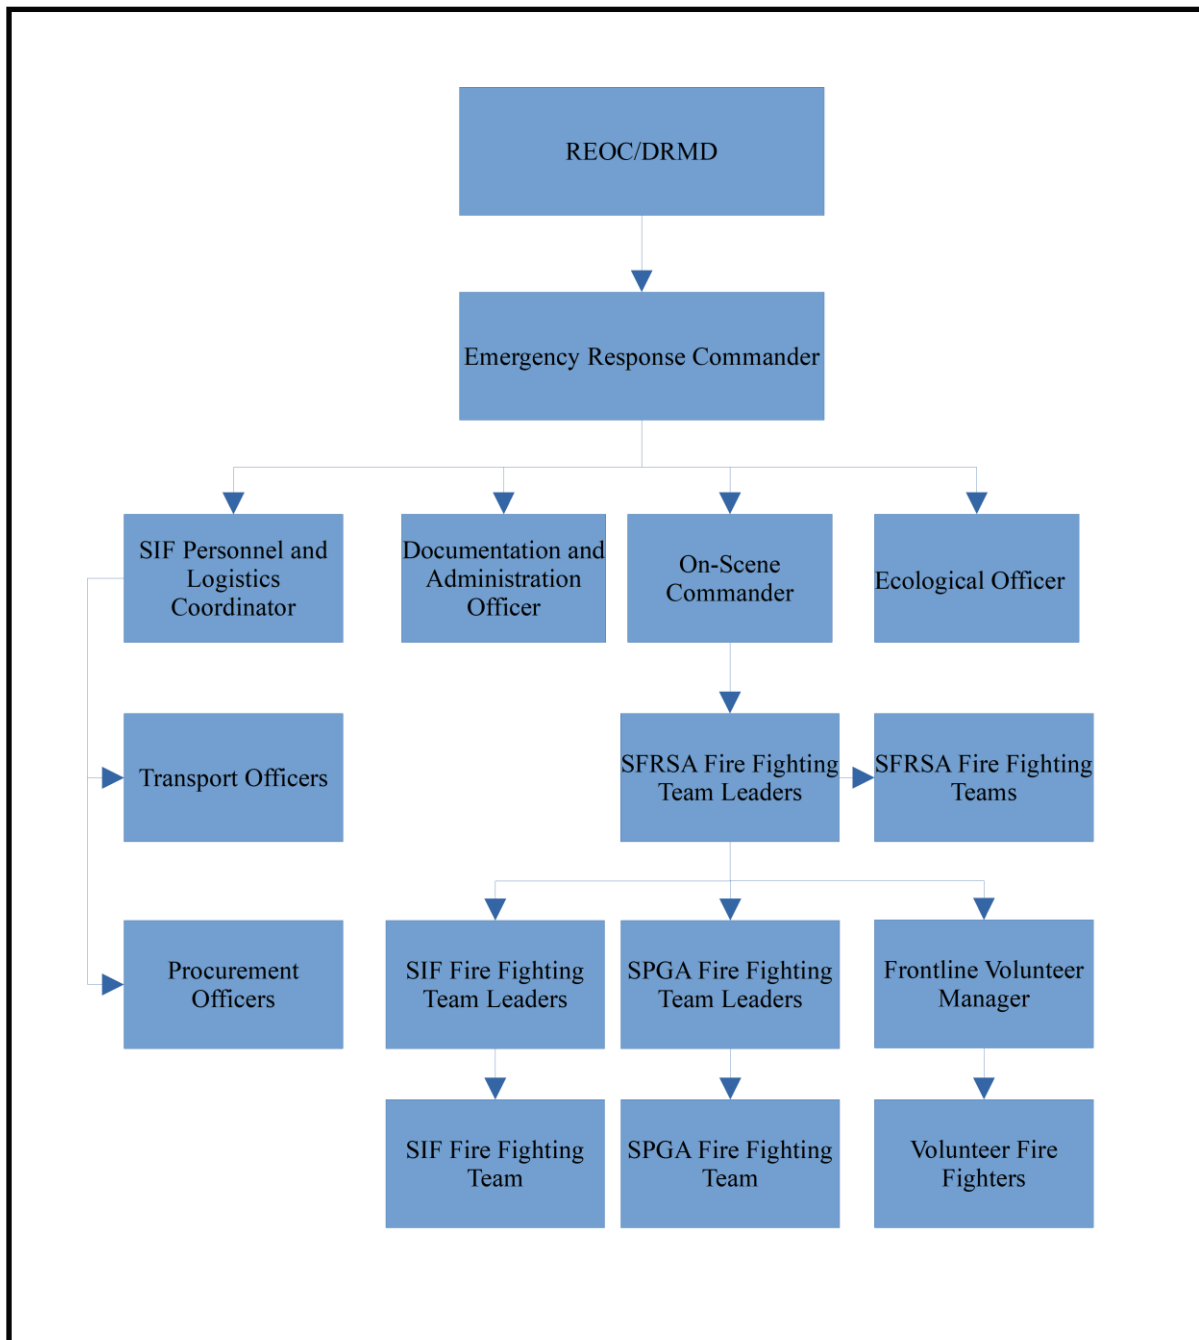 REOC/DRMD
Emergency Response Commander
SIF Personnel and
Logistics
Coordinator
Documentation and
Administration
Officer
On-Scene
Commander
Ecological Officer
Transport Officers
SFRSA Fire Fighting
Team Leaders
SFRSA Fire Fighting
Teams
Procurement
Officers
SIF Fire Fighting
Team Leaders
SPGA Fire Fighting
Team Leaders
Frontline Volunteer
Manager
SIF Fire Fighting
Team
SPGA Fire Fighting
Team
Volunteer Fire
Fighters